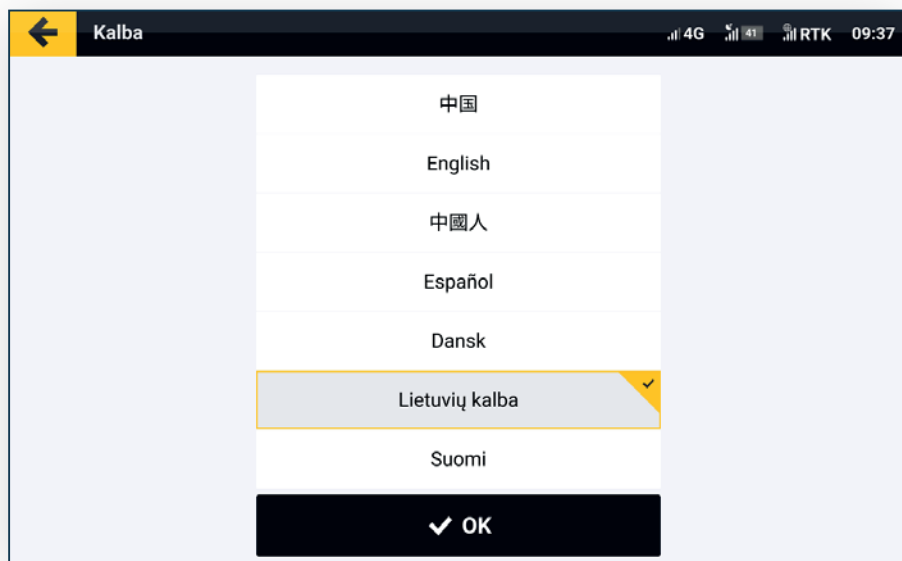 Kalba 4G 41 RTK 09:37
中国
English
中國人
Español
Dansk
Lietuvių kalba
Suomi
OK